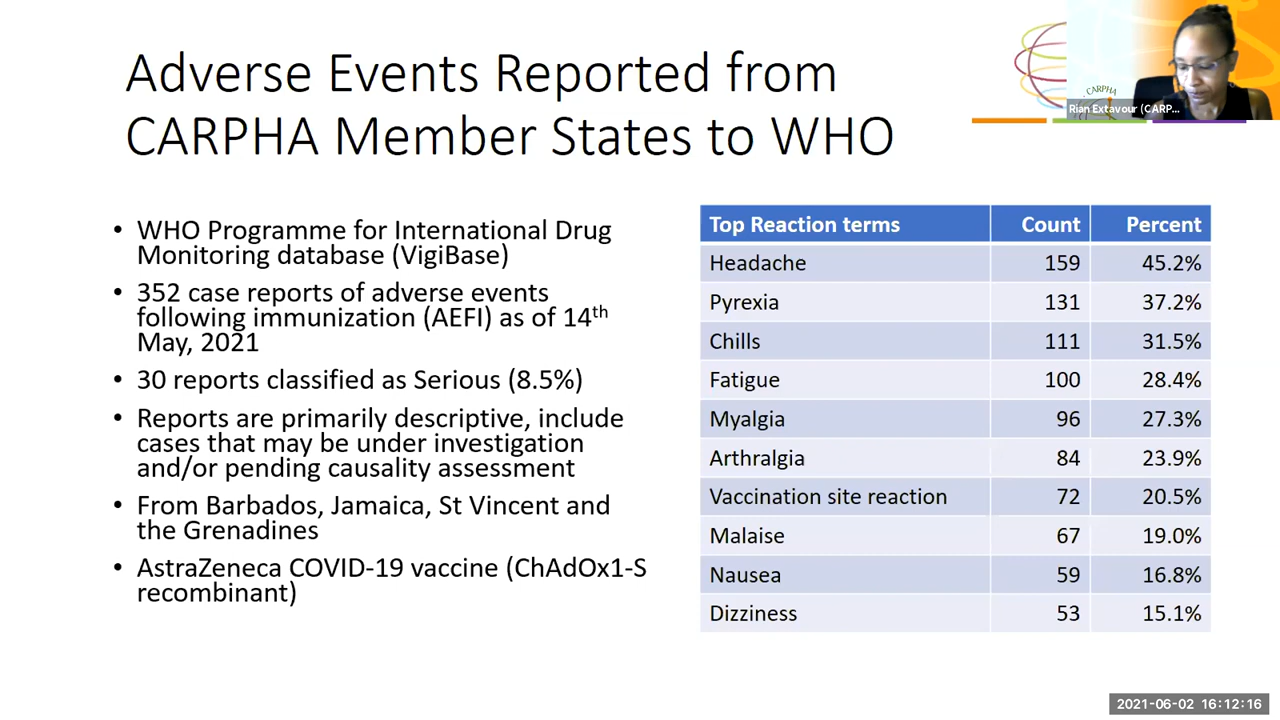 Adverse Events Reported from
CARPHA Member States to WHO
CARPHA
Rian Extavour (CARP...
• WHO Programme for International Drug
Monitoring database (VigiBase)
• 352 case reports of adverse events
following immunization (AEFI) as of 14th
May, 2021
• 30 reports classified as Serious (8.5%)
• Reports are primarily descriptive, include
cases that may be under investigation
and/or pending causality assessment
• From Barbados, Jamaica, St Vincent and
the Grenadines
• AstraZeneca COVID-19 vaccine (ChAdOx1-S
recombinant)
Top Reaction terms Count Percent
Headache 159 45.2%
Pyrexia 131 37.2%
Chills 111 31.5%
Fatigue 100 28.4%
Myalgia 96 27.3%
Arthralgia 84 23.9%
Vaccination site reaction 72 20.5%
Malaise 67 19.0%
Nausea 59 16.8%
Dizziness 53 15.1%
2021-06-02 16:12:16